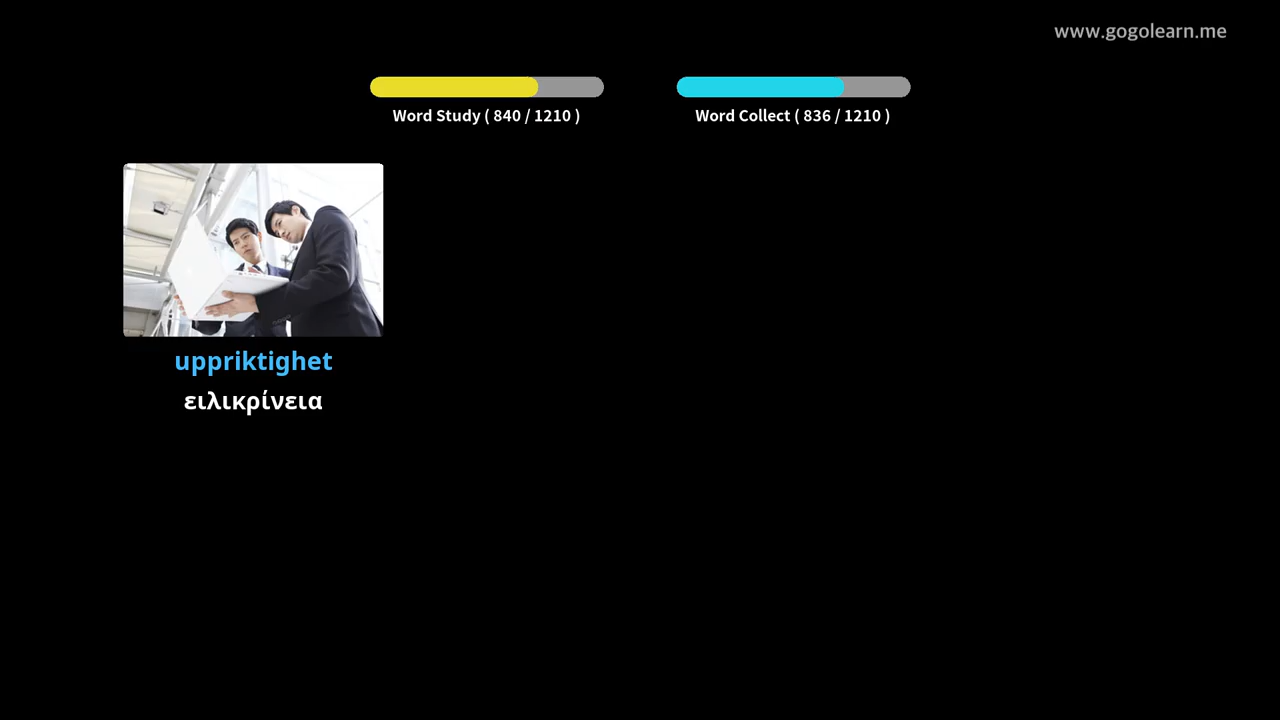 www.gogolearn.me
Word Study ( 840 / 1210 )
Word Collect ( 836 / 1210 )
uppriktighet
ειλικρίνεια